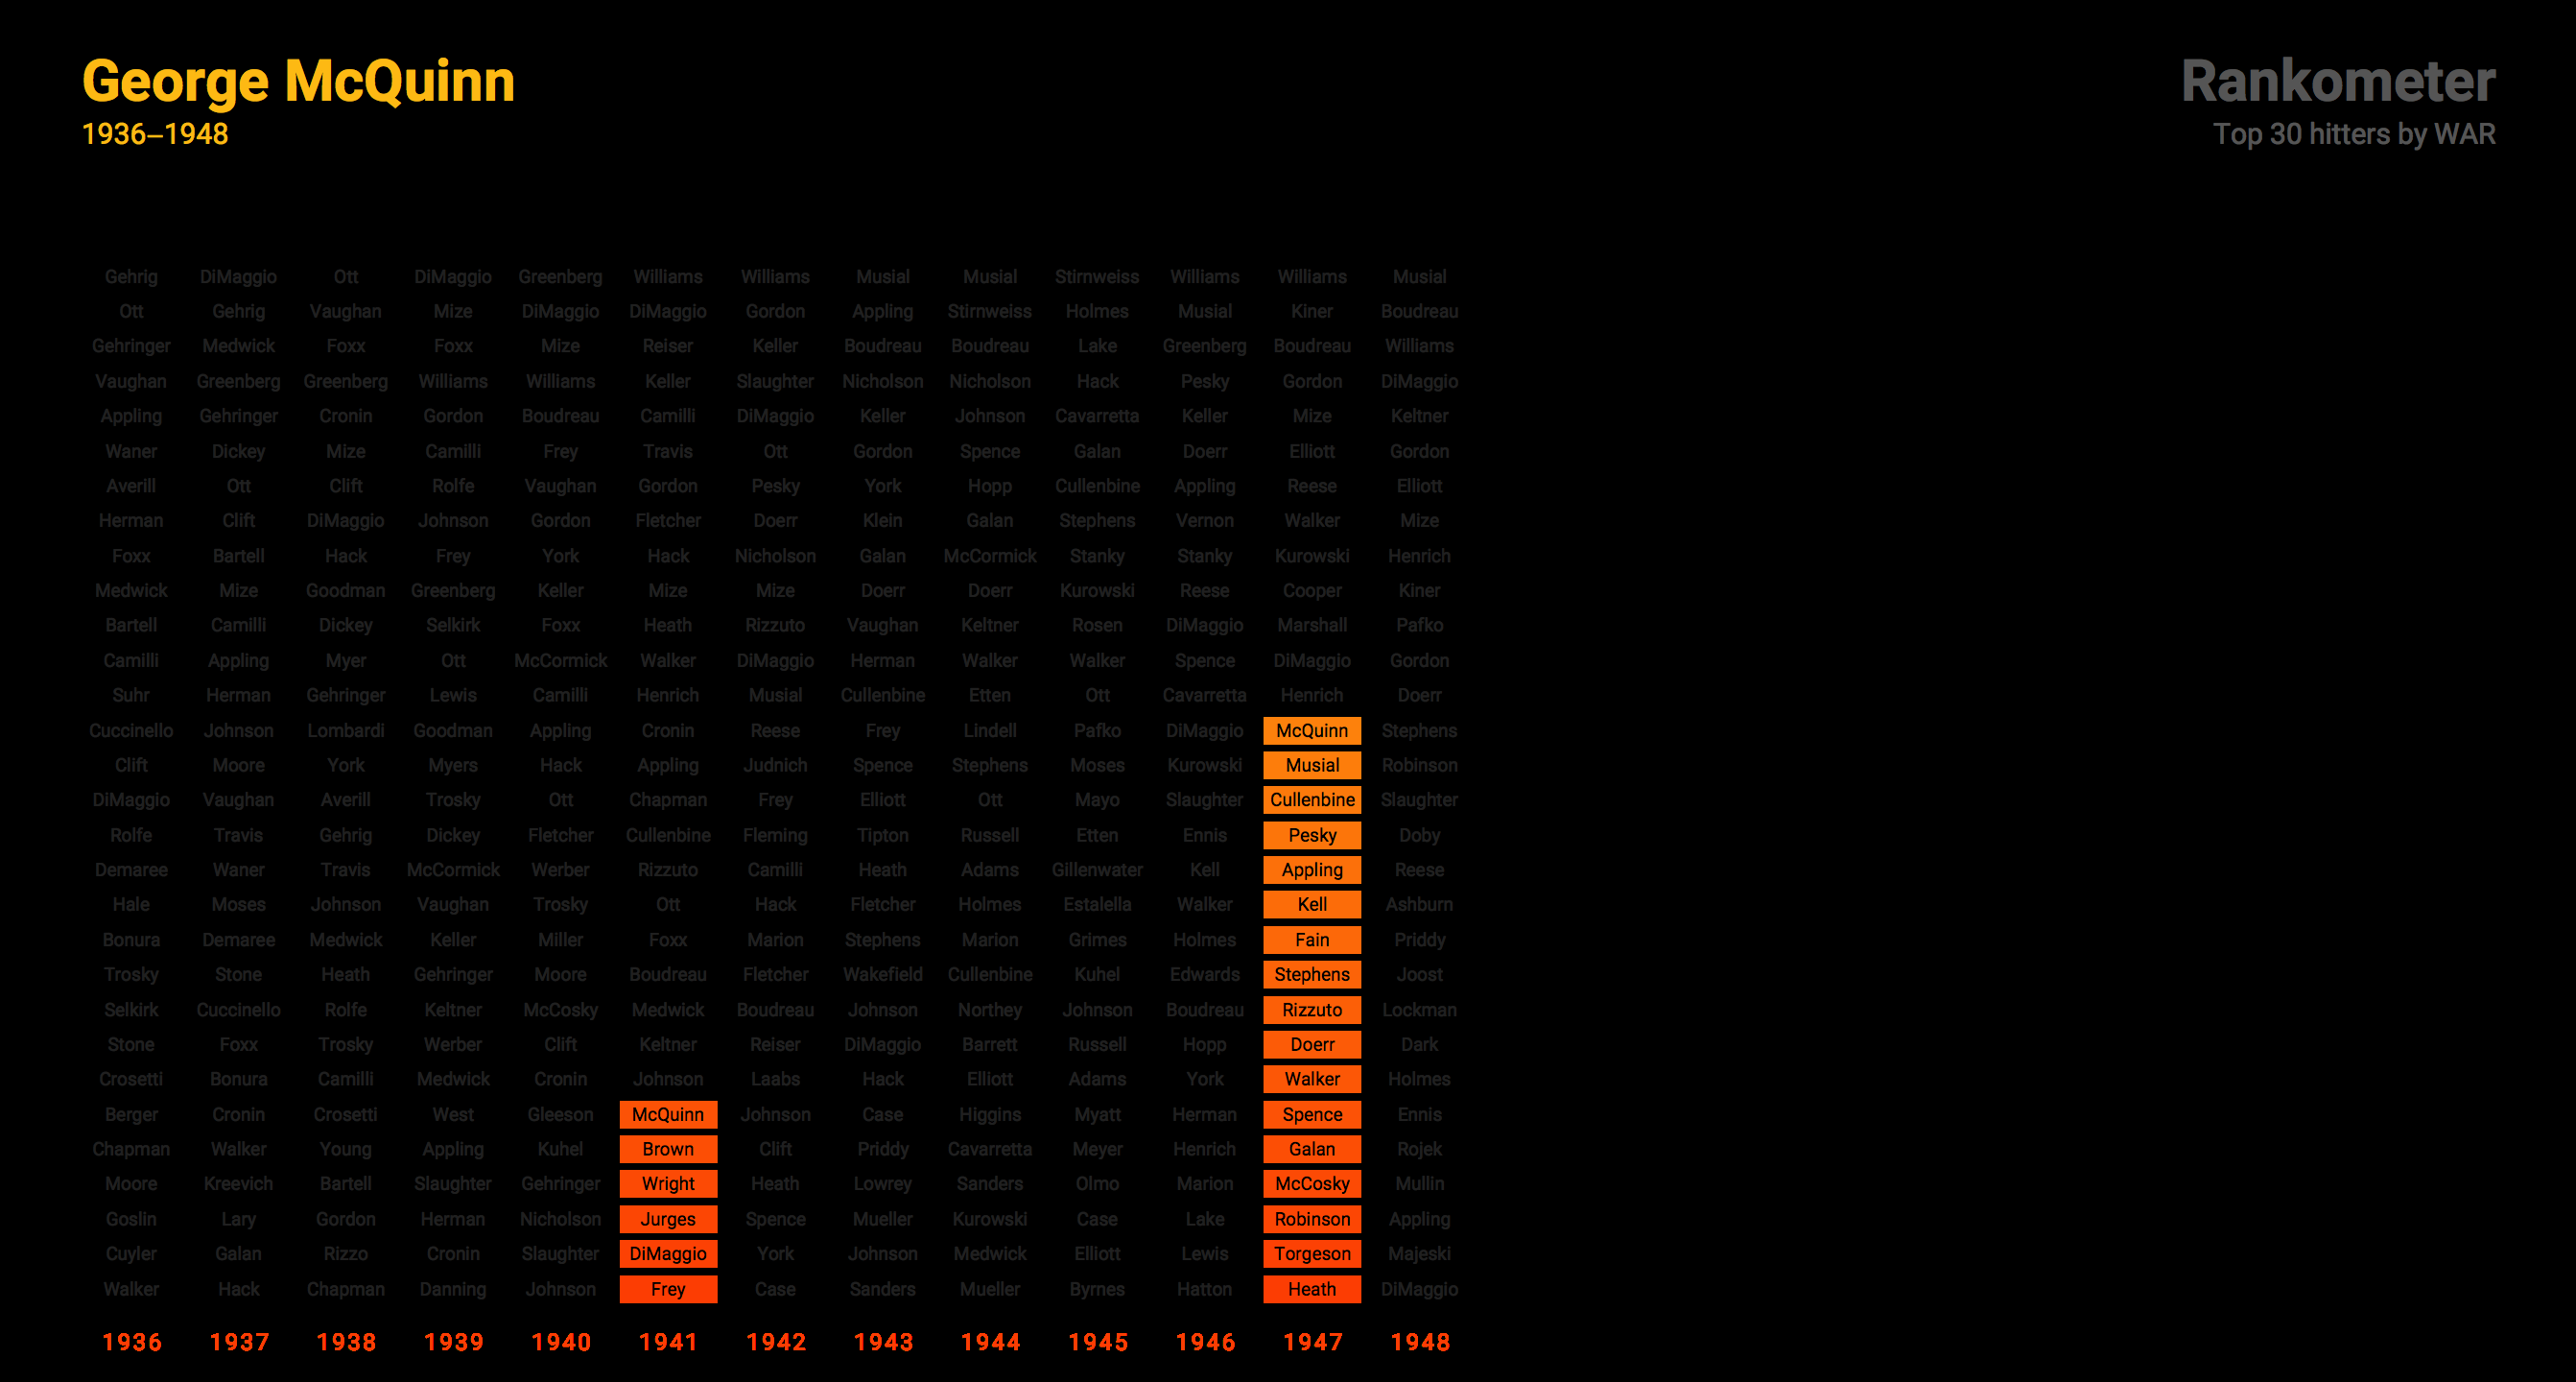 George McQuinn
1936–1948
Rankometer
Top 30 hitters by WAR
Gehrig DiMaggio Ott DiMaggio Greenberg Williams Williams Musial Musial Stirnweiss Williams Williams Musial
Ott Gehrig Vaughan Mize DiMaggio DiMaggio Gordon Appling Stirnweiss Holmes Musial Kiner Boudreau
Gehringer Medwick Foxx Foxx Mize Reiser Keller Boudreau Boudreau Lake Greenberg Boudreau Williams
Vaughan Greenberg Greenberg Williams Williams Keller Slaughter Nicholson Nicholson Hack Pesky Gordon DiMaggio
Appling Gehringer Cronin Gordon Boudreau Camilli DiMaggio Keller Johnson Cavarretta Keller Mize Keltner
Waner Dickey Mize Camilli Frey Travis Ott Gordon Spence Galan Doerr Elliott Gordon
Averill Ott Clift Rolfe Vaughan Gordon Pesky York Hopp Cullenbine Appling Reese Elliott
Herman Clift DiMaggio Johnson Gordon Fletcher Doerr Klein Galan Stephens Vernon Walker Mize
Foxx Bartell Hack Frey York Hack Nicholson Galan McCormick Stanky Stanky Kurowski Henrich
Medwick Mize Goodman Greenberg Keller Mize Mize Doerr Doerr Kurowski Reese Cooper Kiner
Bartell Camilli Dickey Selkirk Foxx Heath Rizzuto Vaughan Keltner Rosen DiMaggio Marshall Pafko
Camilli Appling Myer Ott McCormick Walker DiMaggio Herman Walker Walker Spence DiMaggio Gordon
Suhr Herman Gehringer Lewis Camilli Henrich Musial Cullenbine Etten Ott Cavarretta Henrich Doerr
Cuccinello Johnson Lombardi Goodman Appling Cronin Reese Frey Lindell Pafko DiMaggio McQuinn Stephens
Clift Moore York Myers Hack Appling Judnich Spence Stephens Moses Kurowski Musial Robinson
DiMaggio Vaughan Averill Trosky Ott Chapman Frey Elliott Ott Mayo Slaughter Cullenbine Slaughter
Rolfe Travis Gehrig Dickey Fletcher Cullenbine Fleming Tipton Russell Etten Ennis Pesky Doby
Demaree Waner Travis McCormick Werber Rizzuto Camilli Heath Adams Gillenwater Kell Appling Reese
Hale Moses Johnson Vaughan Trosky Ott Hack Fletcher Holmes Estalella Walker Kell Ashburn
Bonura Demaree Medwick Keller Miller Foxx Marion Stephens Marion Grimes Holmes Fain Priddy
Trosky Stone Heath Gehringer Moore Boudreau Fletcher Wakefield Cullenbine Kuhel Edwards Stephens Joost
Selkirk Cuccinello Rolfe Keltner McCosky Medwick Boudreau Johnson Northey Johnson Boudreau Rizzuto Lockman
Stone Foxx Trosky Werber Clift Keltner Reiser DiMaggio Barrett Russell Hopp Doerr Dark
Crosetti Bonura Camilli Medwick Cronin Johnson Laabs Hack Elliott Adams York Walker Holmes
Berger Cronin Crosetti West Gleeson McQuinn Johnson Case Higgins Myatt Herman Spence Ennis
Chapman Walker Young Appling Kuhel Brown Clift Priddy Cavarretta Meyer Henrich Galan Rojek
Moore Kreevich Bartell Slaughter Gehringer Wright Heath Lowrey Sanders Olmo Marion McCosky Mullin
Goslin Lary Gordon Herman Nicholson Jurges Spence Mueller Kurowski Case Lake Robinson Appling
Cuyler Galan Rizzo Cronin Slaughter DiMaggio York Johnson Medwick Elliott Lewis Torgeson Majeski
Walker Hack Chapman Danning Johnson Frey Case Sanders Mueller Byrnes Hatton Heath DiMaggio
1936 1937 1938 1939 1940 1941 1942 1943 1944 1945 1946 1947 1948